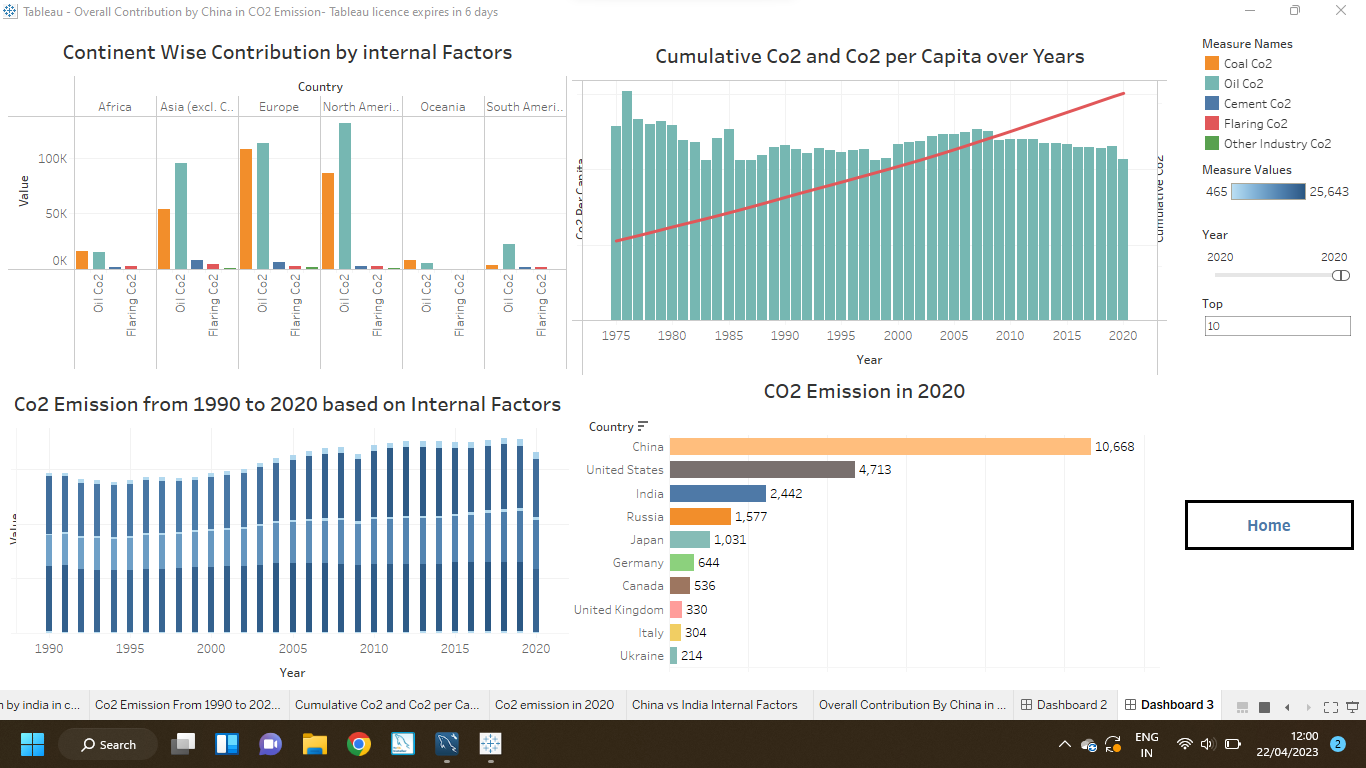 Tableau - Overall Contribution by China in CO2 Emission- Tableau licence expires in 6 days
Continent Wise Contribution by internal Factors
Country
Africa Asia (excl. C.. Europe North Ameri.. Oceania South Ameri..
Value
100K
50K
0K
Oil Co2 Flaring Co2 Oil Co2 Flaring Co2 Oil Co2 Flaring Co2 Oil Co2 Flaring Co2 Oil Co2 Flaring Co2 Oil Co2 Flaring Co2
Cumulative Co2 and Co2 per Capita over Years
Co2 Per Capita
Cumulative Co2
1975 1980 1985 1990 1995 2000 2005 2010 2015 2020
Year
Measure Names
Coal Co2
Oil Co2
Cement Co2
Flaring Co2
Other Industry Co2
Measure Values
465 25,643
Year
2020 2020
Top
10
Co2 Emission from 1990 to 2020 based on Internal Factors
Value
1990 1995 2000 2005 2010 2015 2020
Year
CO2 Emission in 2020
Country
China 10,668
United States 4,713
India 2,442
Russia 1,577
Japan 1,031
Germany 644
Canada 536
United Kingdom 330
Italy 304
Ukraine 214
Home
n by india in c... Co2 Emission From 1990 to 202... Cumulative Co2 and Co2 per Ca... Co2 emission in 2020 China vs India Internal Factors Overall Contribution By China in ... Dashboard 2 Dashboard 3
Search
ENG
IN
12:00
22/04/2023
2